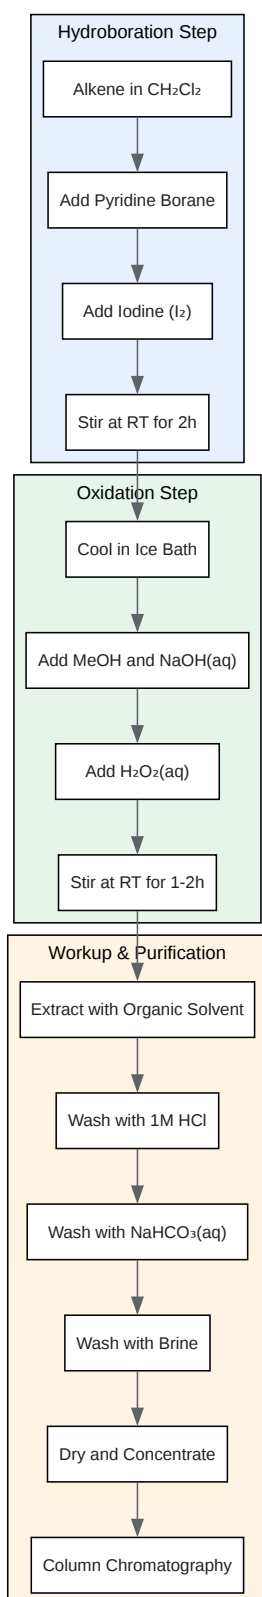 Hydroboration Step
Alkene in CH₂Cl₂
Add Pyridine Borane
Add Iodine (I₂)
Stir at RT for 2h
Oxidation Step
Cool in Ice Bath
Add MeOH and NaOH(aq)
Add H₂O₂(aq)
Stir at RT for 1-2h
Workup & Purification
Extract with Organic Solvent
Wash with 1M HCl
Wash with NaHCO₃(aq)
Wash with Brine
Dry and Concentrate
Column Chromatography